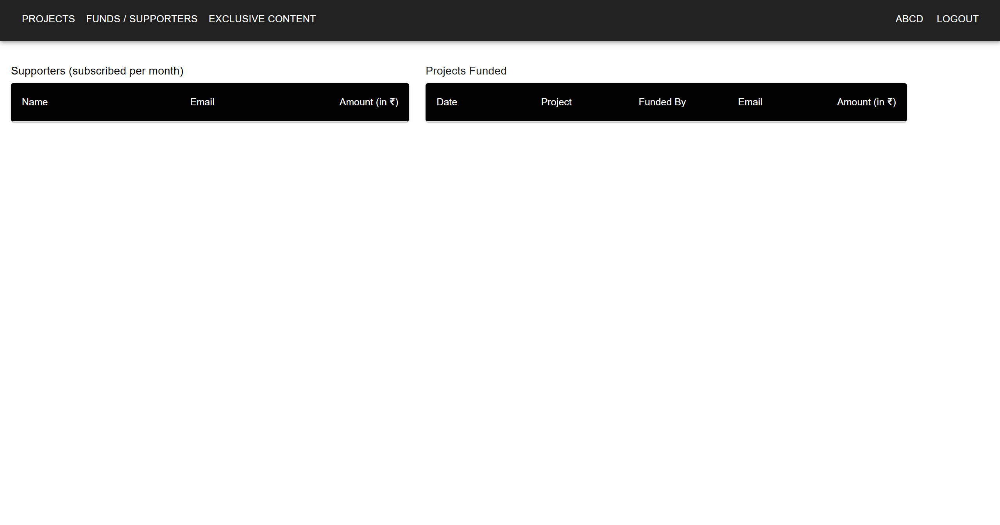 PROJECTS FUNDS / SUPPORTERS EXCLUSIVE CONTENT ABCD LOGOUT
Supporters (subscribed per month)
Name Email Amount (in ₹)
Projects Funded
Date Project Funded By Email Amount (in ₹)